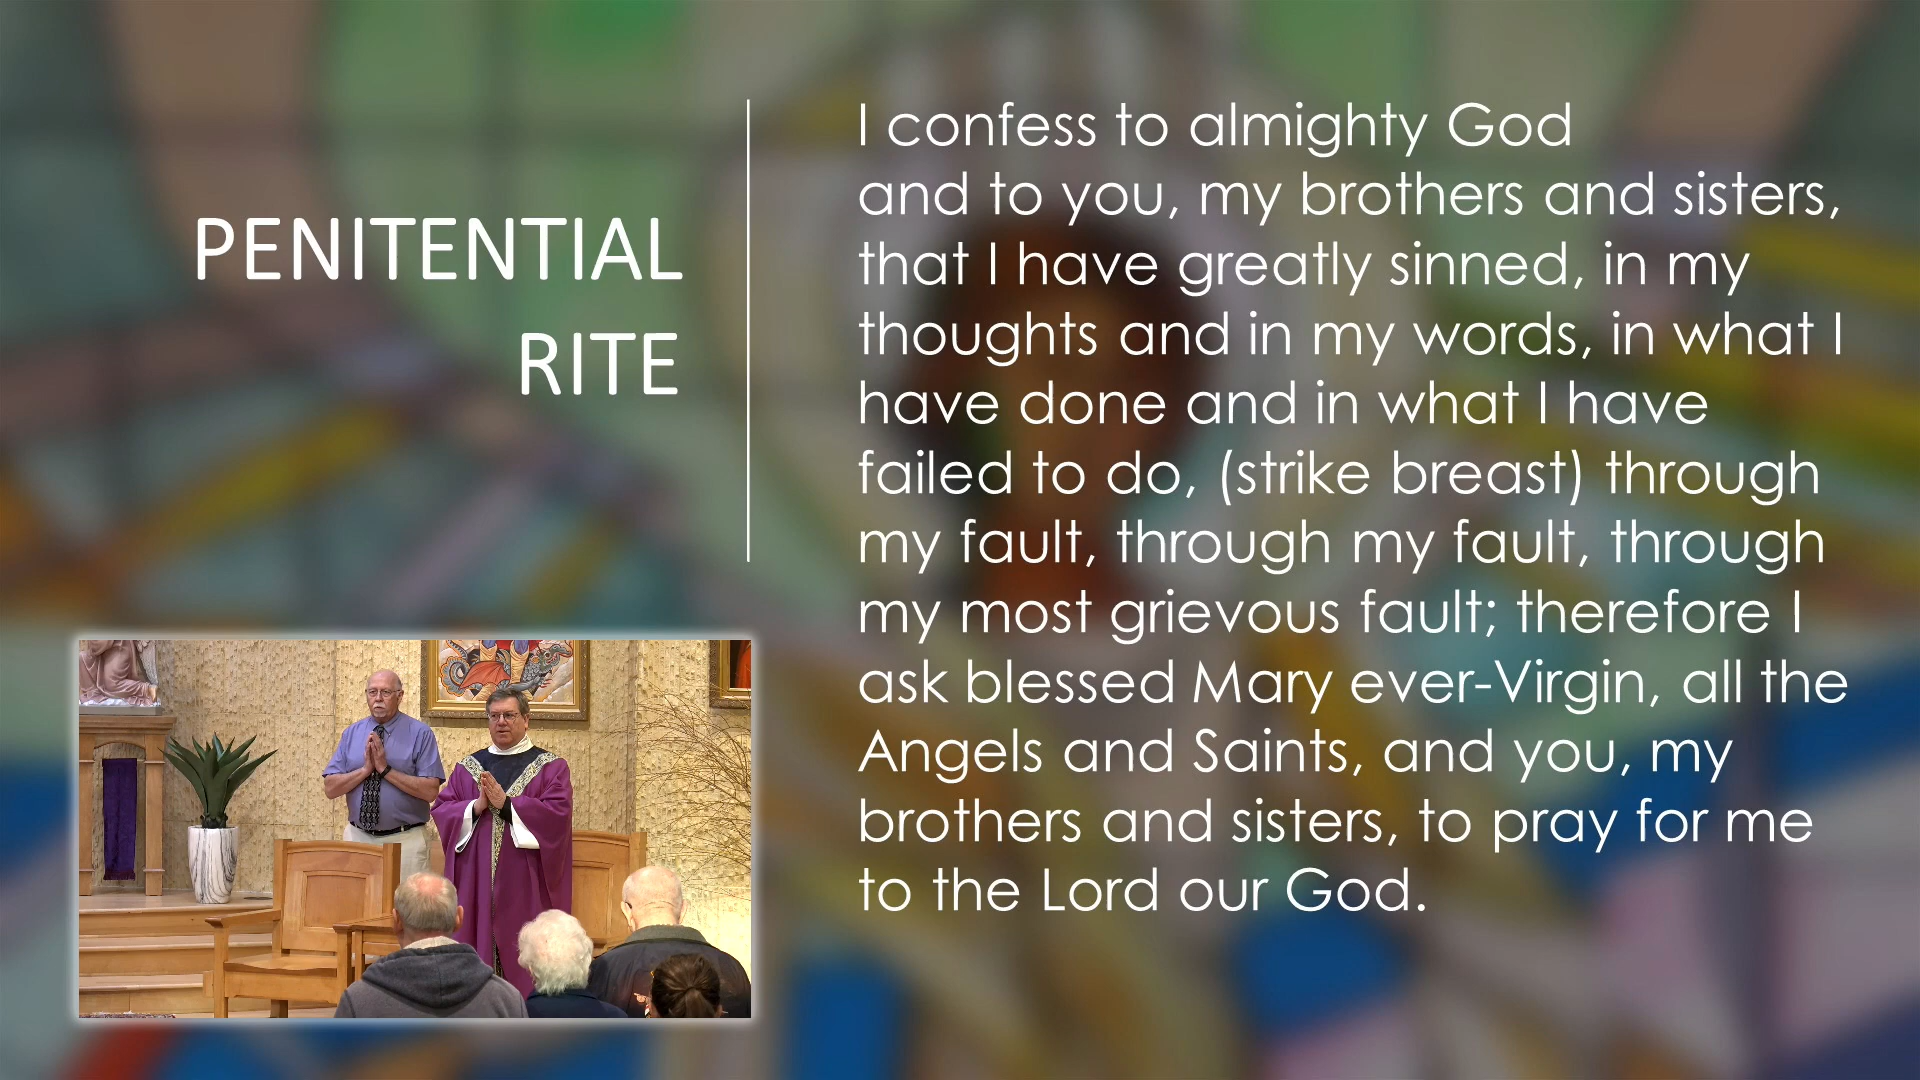 PENITENTIAL
RITE
I confess to almighty God
and to you, my brothers and sisters,
that I have greatly sinned, in my
thoughts and in my words, in what I
have done and in what I have
failed to do, (strike breast) through
my fault, through my fault, through
my most grievous fault; therefore I
ask blessed Mary ever-Virgin, all the
Angels and Saints, and you, my
brothers and sisters, to pray for me
to the Lord our God.